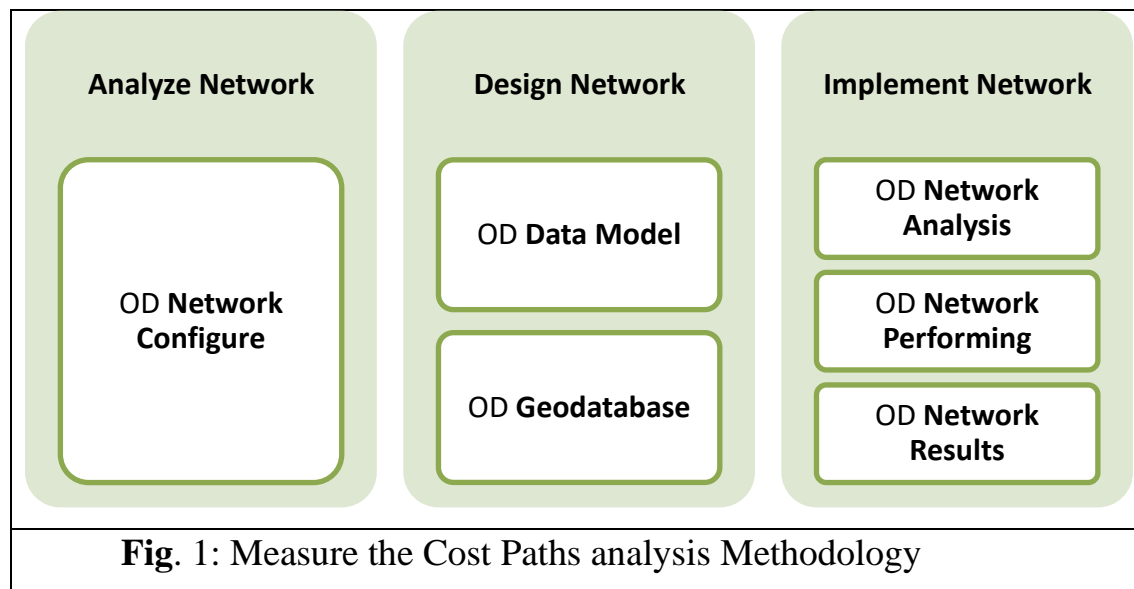 Analyze Network
OD Network
Configure
Design Network
OD Data Model
OD Geodatabase
Implement Network
OD Network
Analysis
OD Network
Performing
OD Network
Results
Fig. 1: Measure the Cost Paths analysis Methodology